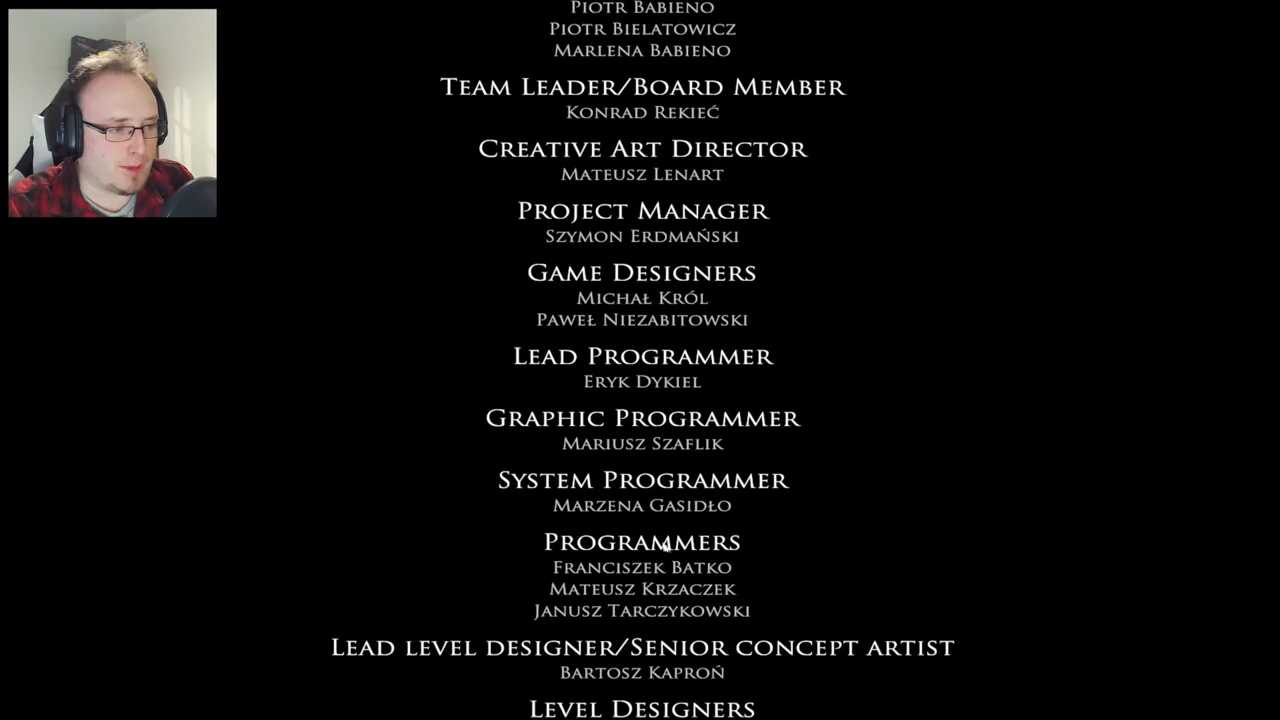 Piotr Babieno
Piotr Bielatowicz
Marlena Babieno
Team Leader/Board Member
Konrad Rekieć
Creative Art Director
Mateusz Lenart
Project Manager
Szymon Erdmański
Game Designers
Michał Król
Paweł Niezabitowski
Lead Programmer
Eryk Dykiel
Graphic Programmer
Mariusz Szaflik
System Programmer
Marzena Gasidło
Programmers
Franciszek Batko
Mateusz Krzaczek
Janusz Tarczykowski
Lead level designer/Senior concept artist
Bartosz Kaproń
Level Designers